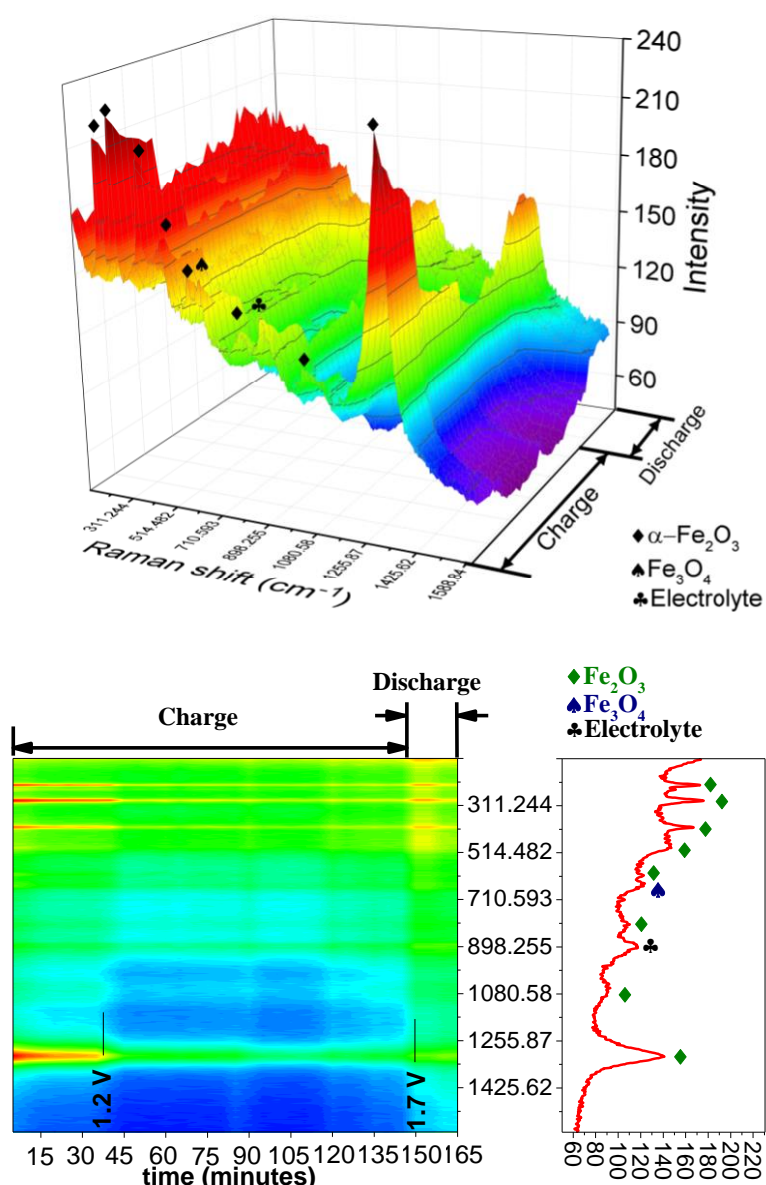 240
210
180
150
120
90
60
Intensity
311.244
514.482
710.593
898.255
1080.58
1255.87
1425.62
1588.84
Raman shift (cm⁻¹)
Charge
Discharge
♦ α–Fe₂O₃
♠ Fe₃O₄
♣ Electrolyte
Charge
Discharge
♦ Fe₂O₃
♠ Fe₃O₄
♣ Electrolyte
311.244
514.482
710.593
898.255
1080.58
1255.87
1425.62
1.2 V
1.7 V
15 30 45 60 75 90 105 120 135 150 165
time (minutes)
60 80 100 120 140 160 180 200 220